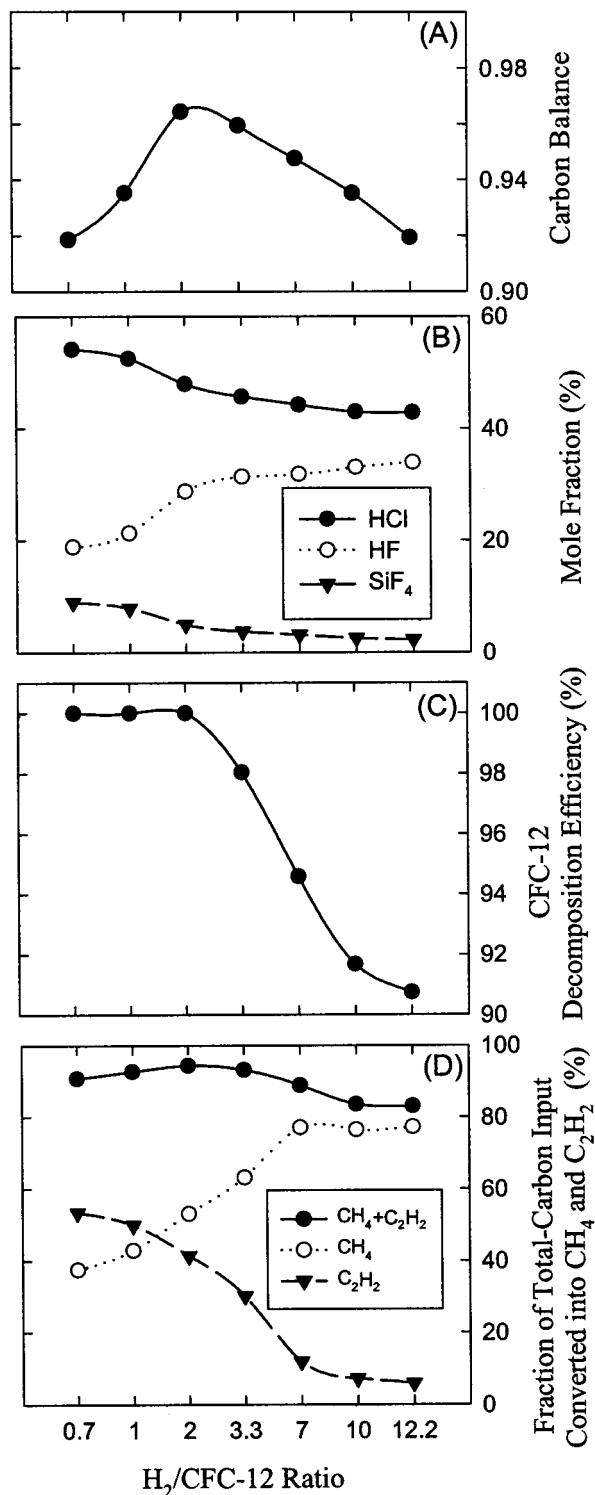 (A)
0.98
0.94
0.90
Carbon Balance
(B)
60
40
20
0
Mole Fraction (%)
HCl
HF
SiF₄
(C)
100
98
96
94
92
90
CFC-12
Decomposition Efficiency (%)
(D)
100
80
60
40
20
0
Fraction of Total-Carbon Input
Converted into CH₄ and C₂H₂ (%)
CH₄+C₂H₂
CH₄
C₂H₂
0.7 1 2 3.3 7 10 12.2
H₂/CFC-12 Ratio